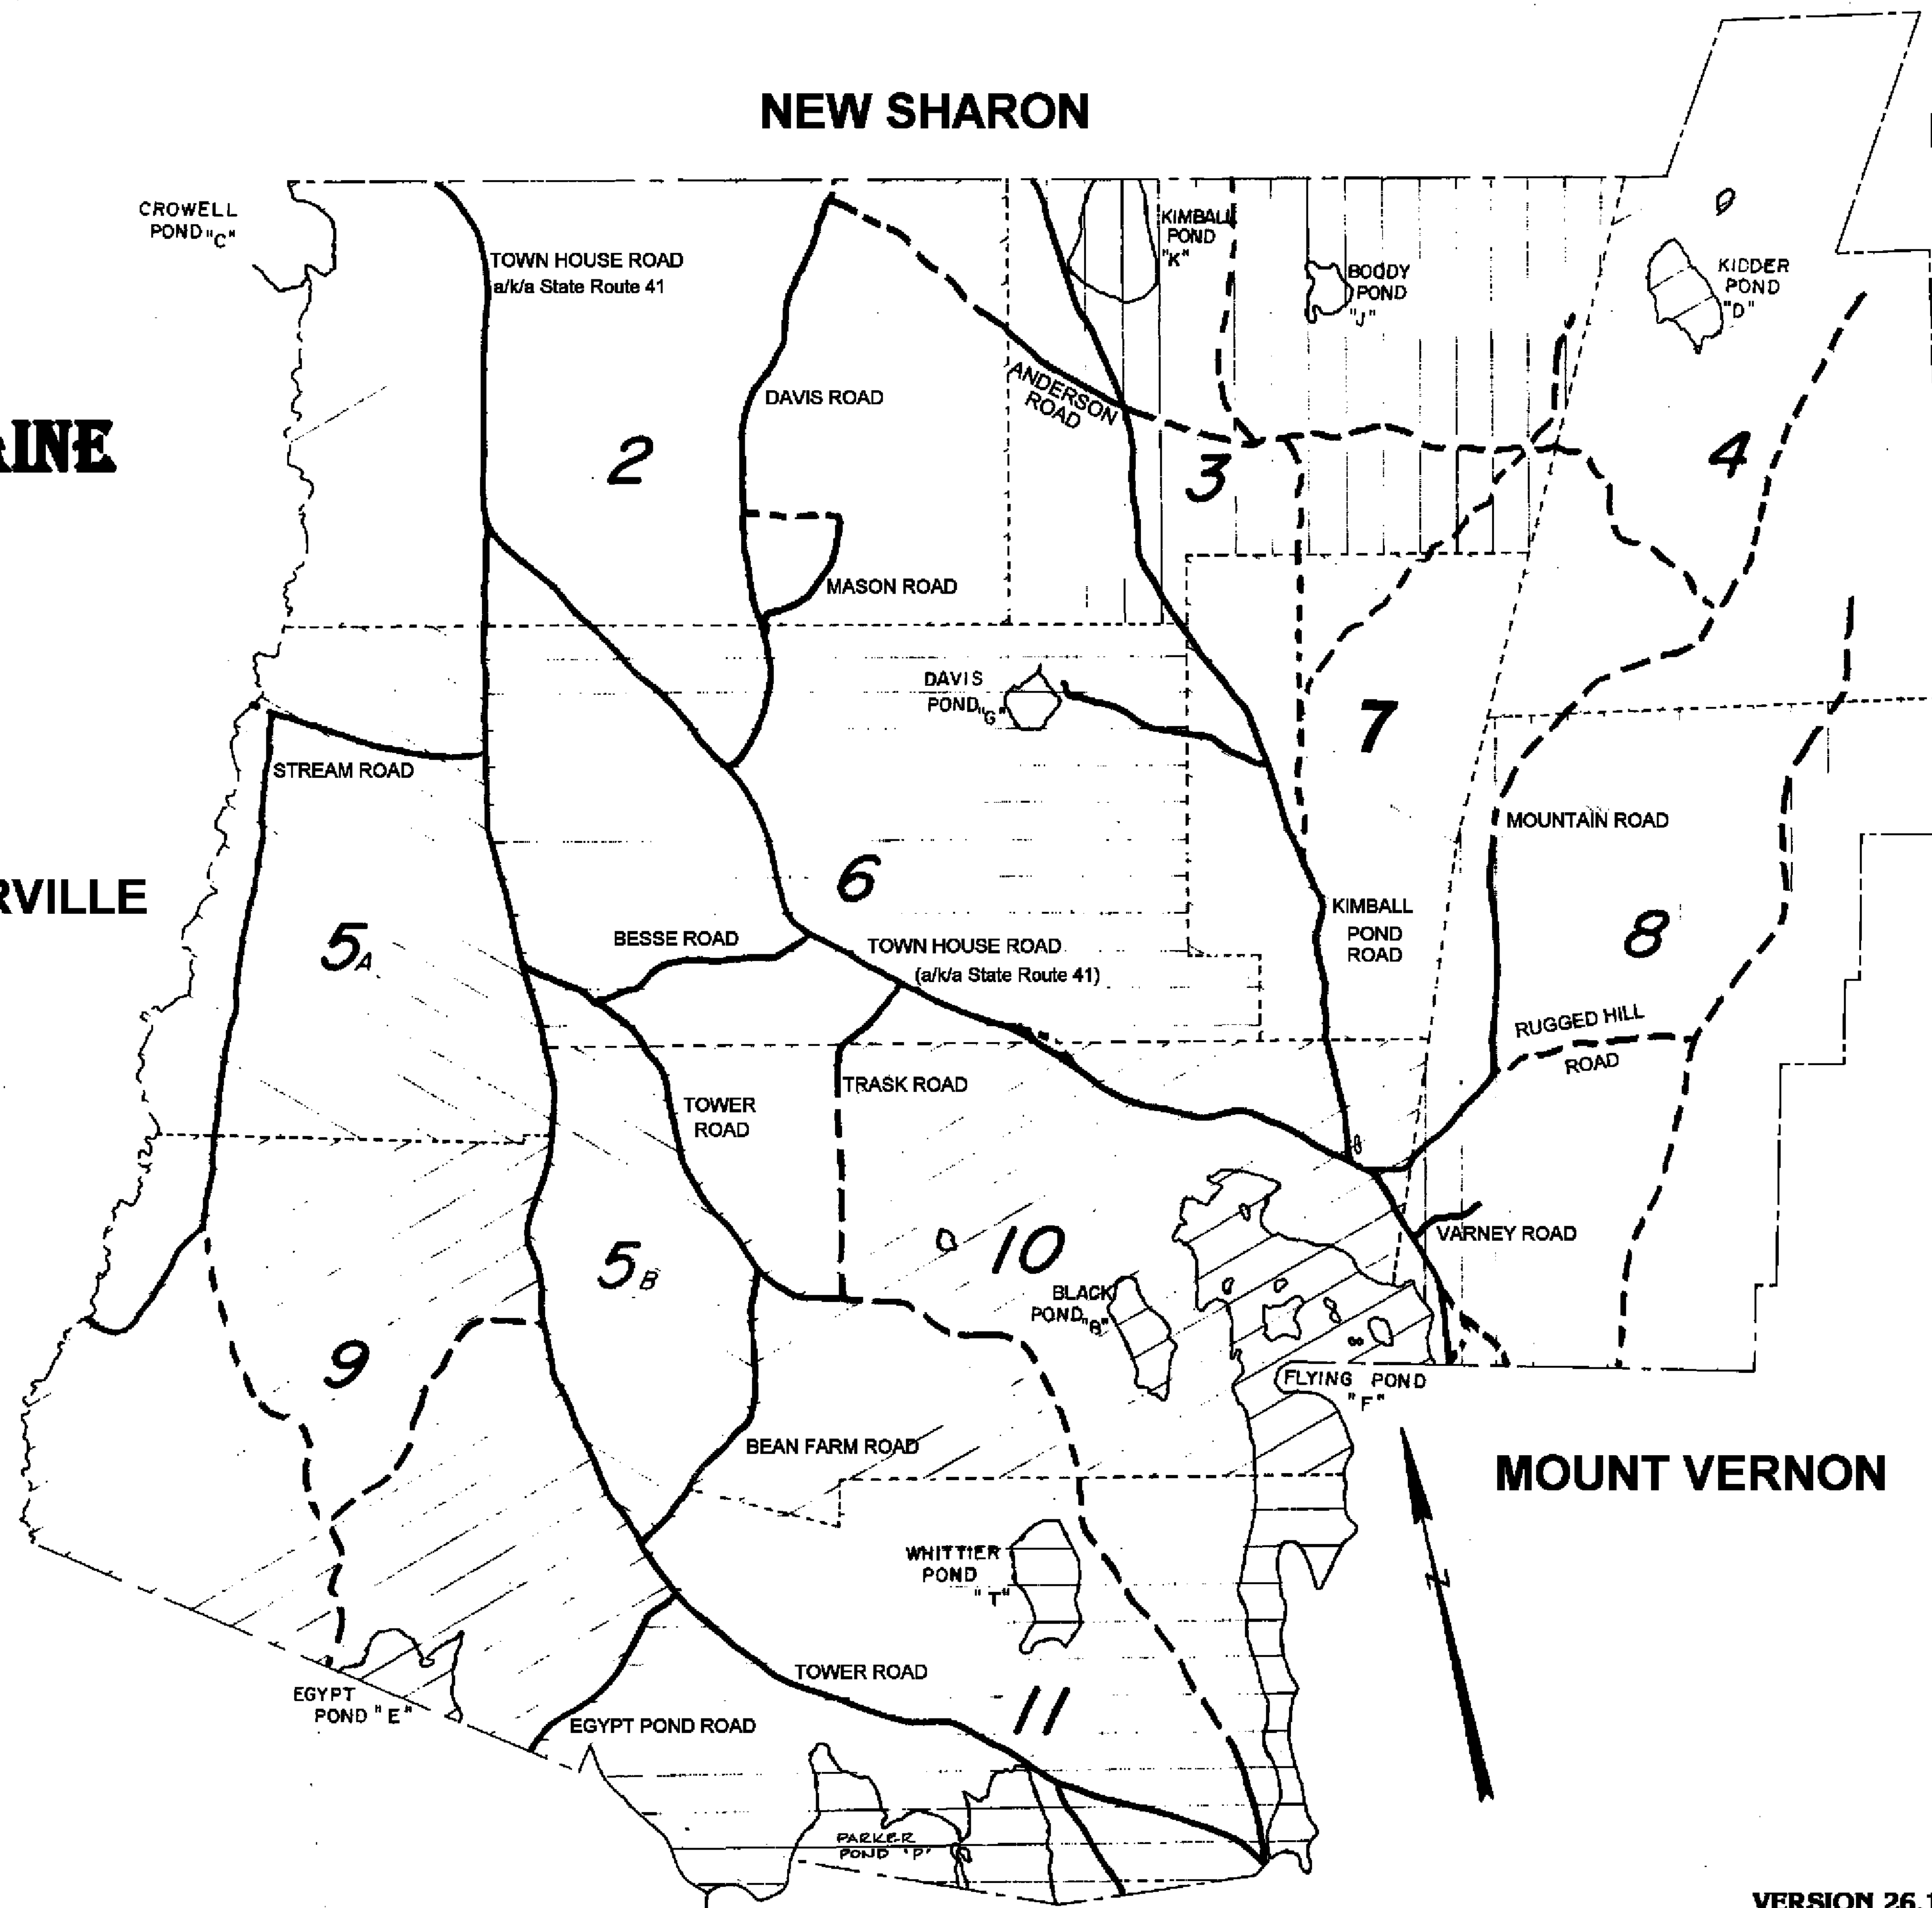 NEW SHARON
CROWELL
POND "C"
TOWN HOUSE ROAD
a/k/a State Route 41
KIMBALL
POND
"K"
BODDY
POND
"J"
KIDDER
POND
"D"
DAVIS ROAD
ANDERSON
ROAD
AINE
2
3
4
MASON ROAD
DAVIS
POND "G"
7
STREAM ROAD
MOUNTAIN ROAD
6
RVILLE
5A
BESSE ROAD
TOWN HOUSE ROAD
(a/k/a State Route 41)
KIMBALL
POND
ROAD
8
RUGGED HILL
ROAD
TRASK ROAD
TOWER
ROAD
VARNEY ROAD
5B
10
BLACK
POND "B"
9
FLYING POND
"F"
BEAN FARM ROAD
MOUNT VERNON
WHITTIER
POND
"T"
N
TOWER ROAD
EGYPT
POND "E"
EGYPT POND ROAD
11
PARKER
POND 'P'
VERSION 26.1